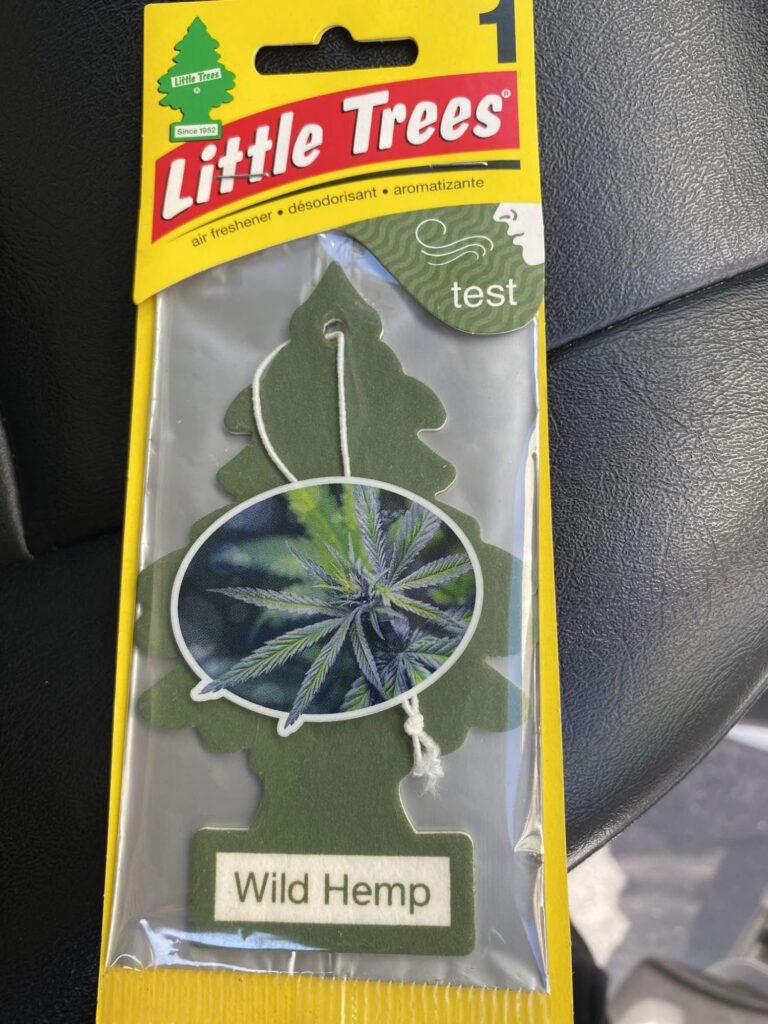 1
Little Trees
®
Since 1952
Little Trees®
air freshener • désodorisant • aromatizante
test
Wild Hemp